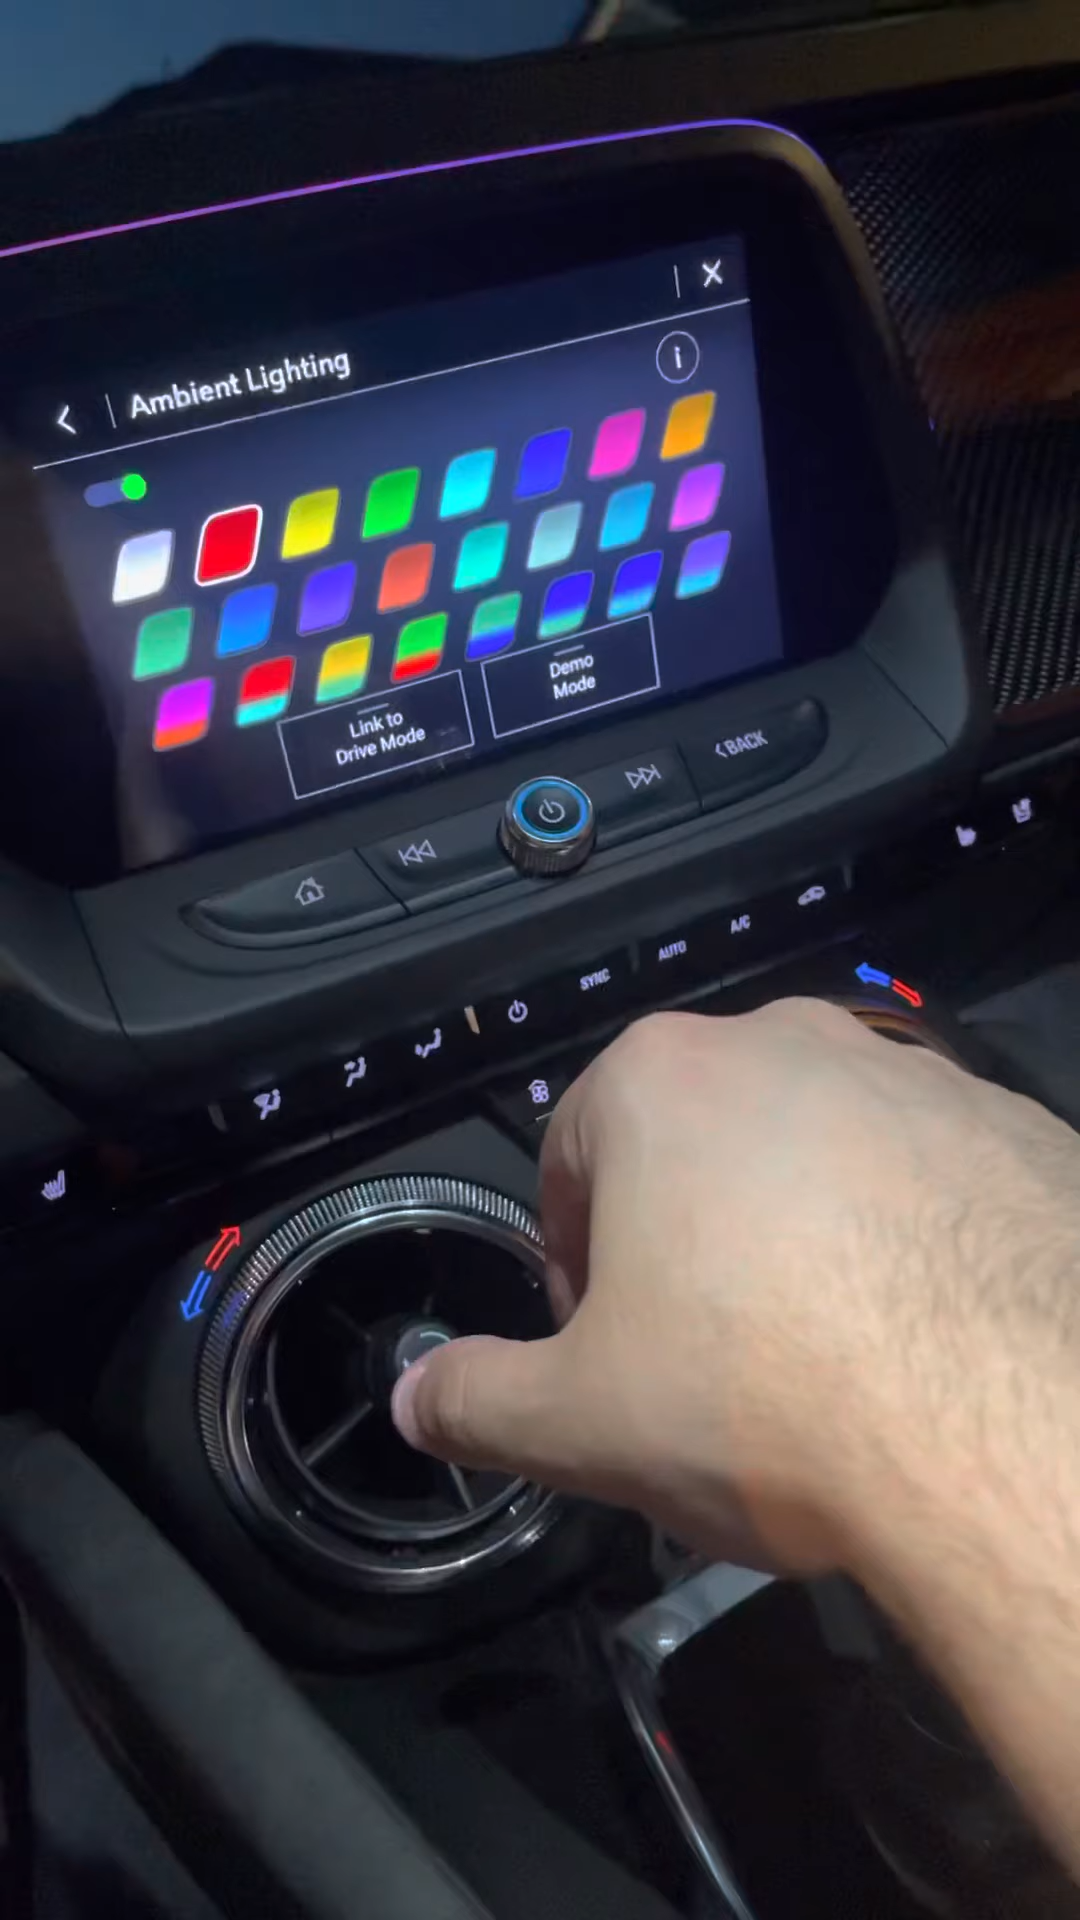 Ambient Lighting
i
Link to
Drive Mode
Demo
Mode
BACK
SYNC
AUTO
A/C